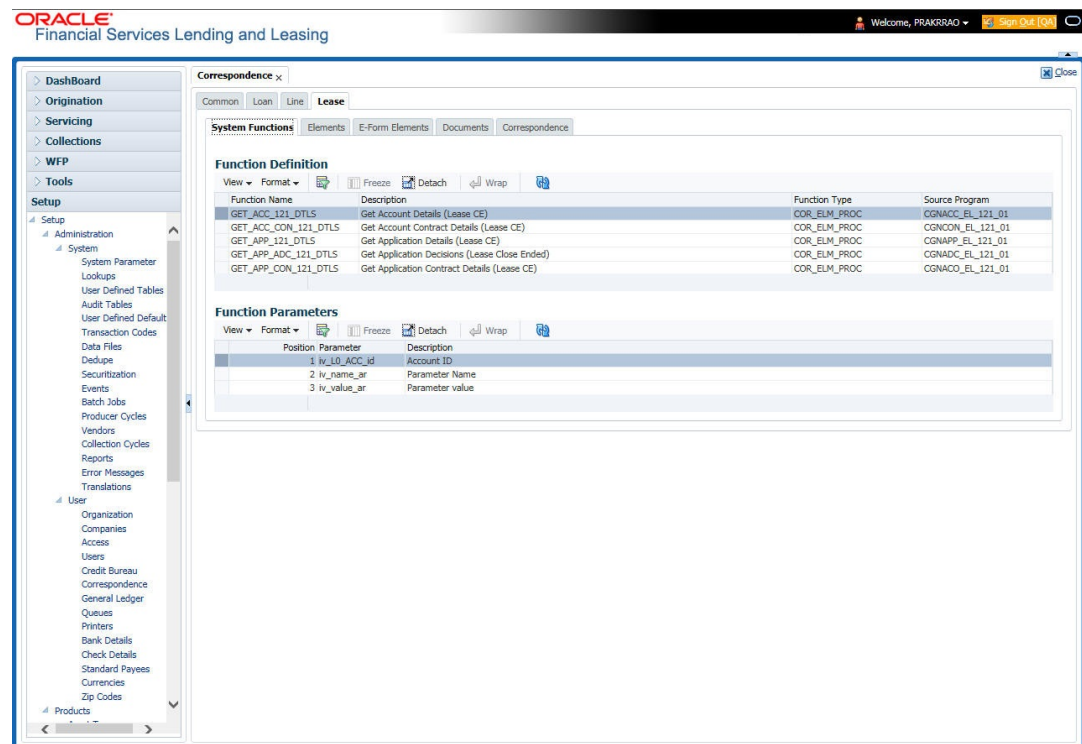 ORACLE
Financial Services Lending and Leasing
Welcome, PRAKRRAO
Sign Out [QA]
DashBoard
Origination
Servicing
Collections
WFP
Tools
Setup
Setup
Administration
System
System Parameter
Lookups
User Defined Tables
Audit Tables
User Defined Default
Transaction Codes
Data Files
Dedupe
Securitization
Events
Batch Jobs
Producer Cycles
Vendors
Collection Cycles
Reports
Error Messages
Translations
User
Organization
Companies
Access
Users
Credit Bureau
Correspondence
General Ledger
Queues
Printers
Bank Details
Check Details
Standard Payees
Currencies
Zip Codes
Products
Correspondence x
Close
Common Loan Line Lease
System Functions Elements E-Form Elements Documents Correspondence
Function Definition
View Format Freeze Detach Wrap
Function Name Description Function Type Source Program
GET_ACC_121_DTLS Get Account Details (Lease CE) COR_ELM_PROC CGNACC_EL_121_01
GET_ACC_CON_121_DTLS Get Account Contract Details (Lease CE) COR_ELM_PROC CGNCON_EL_121_01
GET_APP_121_DTLS Get Application Details (Lease CE) COR_ELM_PROC CGNAPP_EL_121_01
GET_APP_ADC_121_DTLS Get Application Decisions (Lease Close Ended) COR_ELM_PROC CGNADC_EL_121_01
GET_APP_CON_121_DTLS Get Application Contract Details (Lease CE) COR_ELM_PROC CGNACO_EL_121_01
Function Parameters
View Format Freeze Detach Wrap
Position Parameter Description
1 iv_L0_ACC_id Account ID
2 iv_name_ar Parameter Name
3 iv_value_ar Parameter value